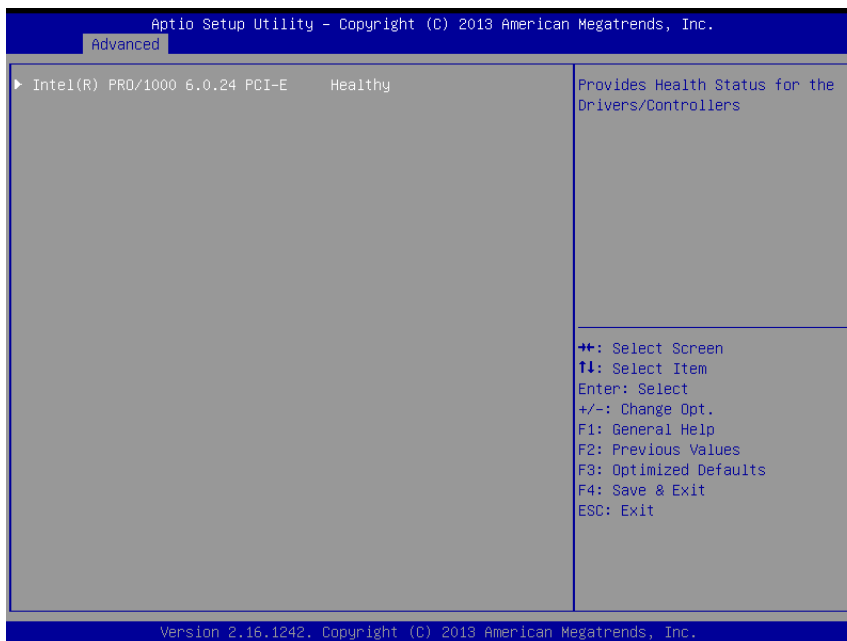 Aptio Setup Utility – Copyright (C) 2013 American Megatrends, Inc.
Advanced
▶ Intel(R) PRO/1000 6.0.24 PCI-E Healthy
Provides Health Status for the
Drivers/Controllers
→←: Select Screen
↑↓: Select Item
Enter: Select
+/-: Change Opt.
F1: General Help
F2: Previous Values
F3: Optimized Defaults
F4: Save & Exit
ESC: Exit
Version 2.16.1242. Copyright (C) 2013 American Megatrends, Inc.